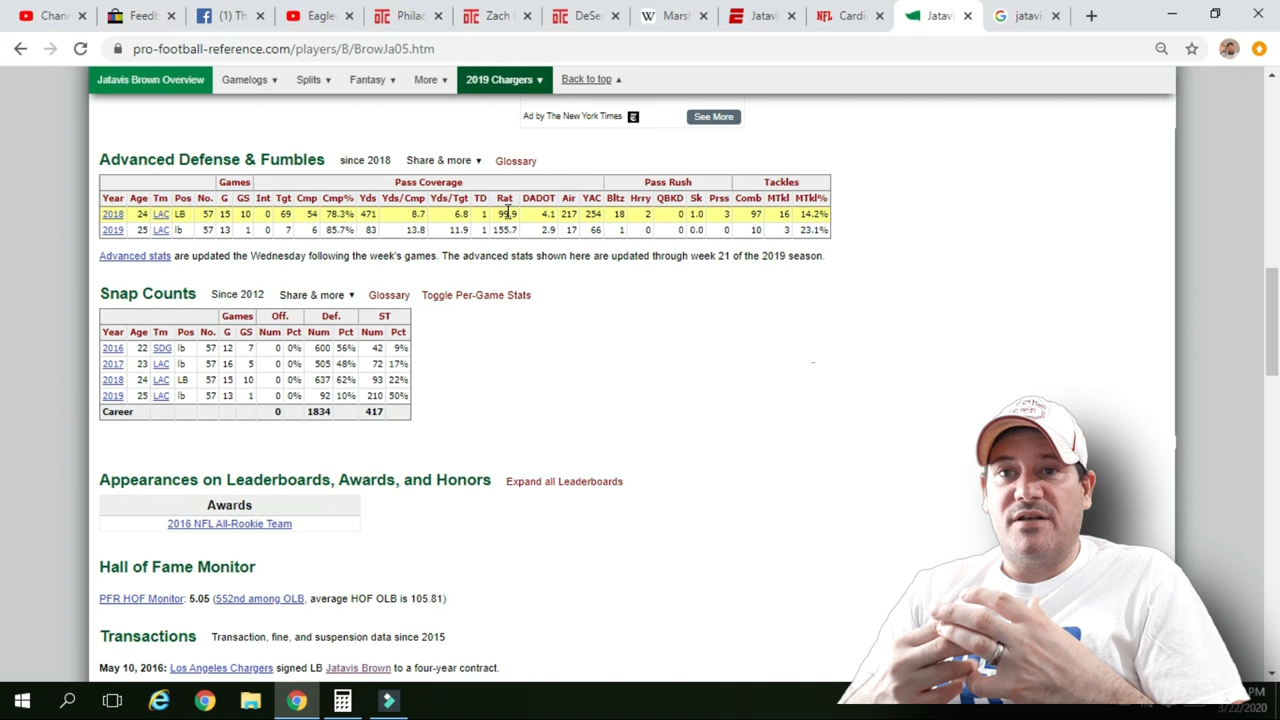 Chann
Feedb
(1) Th
Eagle
Philac
Zach
DeSe
Marsh
Jatavi
Cardi
Jatavi
jatavi
pro-football-reference.com/players/B/BrowJa05.htm
Jatavis Brown Overview Gamelogs Splits Fantasy More 2019 Chargers Back to top
Ad by The New York Times See More
Advanced Defense & Fumbles since 2018 Share & more Glossary
Games Pass Coverage Pass Rush Tackles
Year Age Tm Pos No. G GS Int Tgt Cmp Cmp% Yds Yds/Cmp Yds/Tgt TD Rat DADOT Air YAC Bltz Hrry QBKD Sk Prss Comb MTkl MTkl%
2018 24 LAC LB 57 15 10 0 69 54 78.3% 471 8.7 6.8 1 99.9 4.1 217 254 18 2 0 1.0 3 97 16 14.2%
2019 25 LAC lb 57 13 1 0 7 6 85.7% 83 13.8 11.9 1 155.7 2.9 17 66 1 0 0 0.0 0 10 3 23.1%
Advanced stats are updated the Wednesday following the week's games. The advanced stats shown here are updated through week 21 of the 2019 season.
Snap Counts Since 2012 Share & more Glossary Toggle Per-Game Stats
Games Off. Def. ST
Year Age Tm Pos No. G GS Num Pct Num Pct Num Pct
2016 22 SDG lb 57 12 7 0 0% 600 56% 42 9%
2017 23 LAC lb 57 16 5 0 0% 505 48% 72 17%
2018 24 LAC LB 57 15 10 0 0% 637 62% 93 22%
2019 25 LAC lb 57 13 1 0 0% 92 10% 210 50%
Career 0 1834 417
Appearances on Leaderboards, Awards, and Honors Expand all Leaderboards
Awards
2016 NFL All-Rookie Team
Hall of Fame Monitor
PFR HOF Monitor: 5.05 (552nd among OLB, average HOF OLB is 105.81)
Transactions Transaction, fine, and suspension data since 2015
May 10, 2016: Los Angeles Chargers signed LB Jatavis Brown to a four-year contract.
PM
3/22/2020